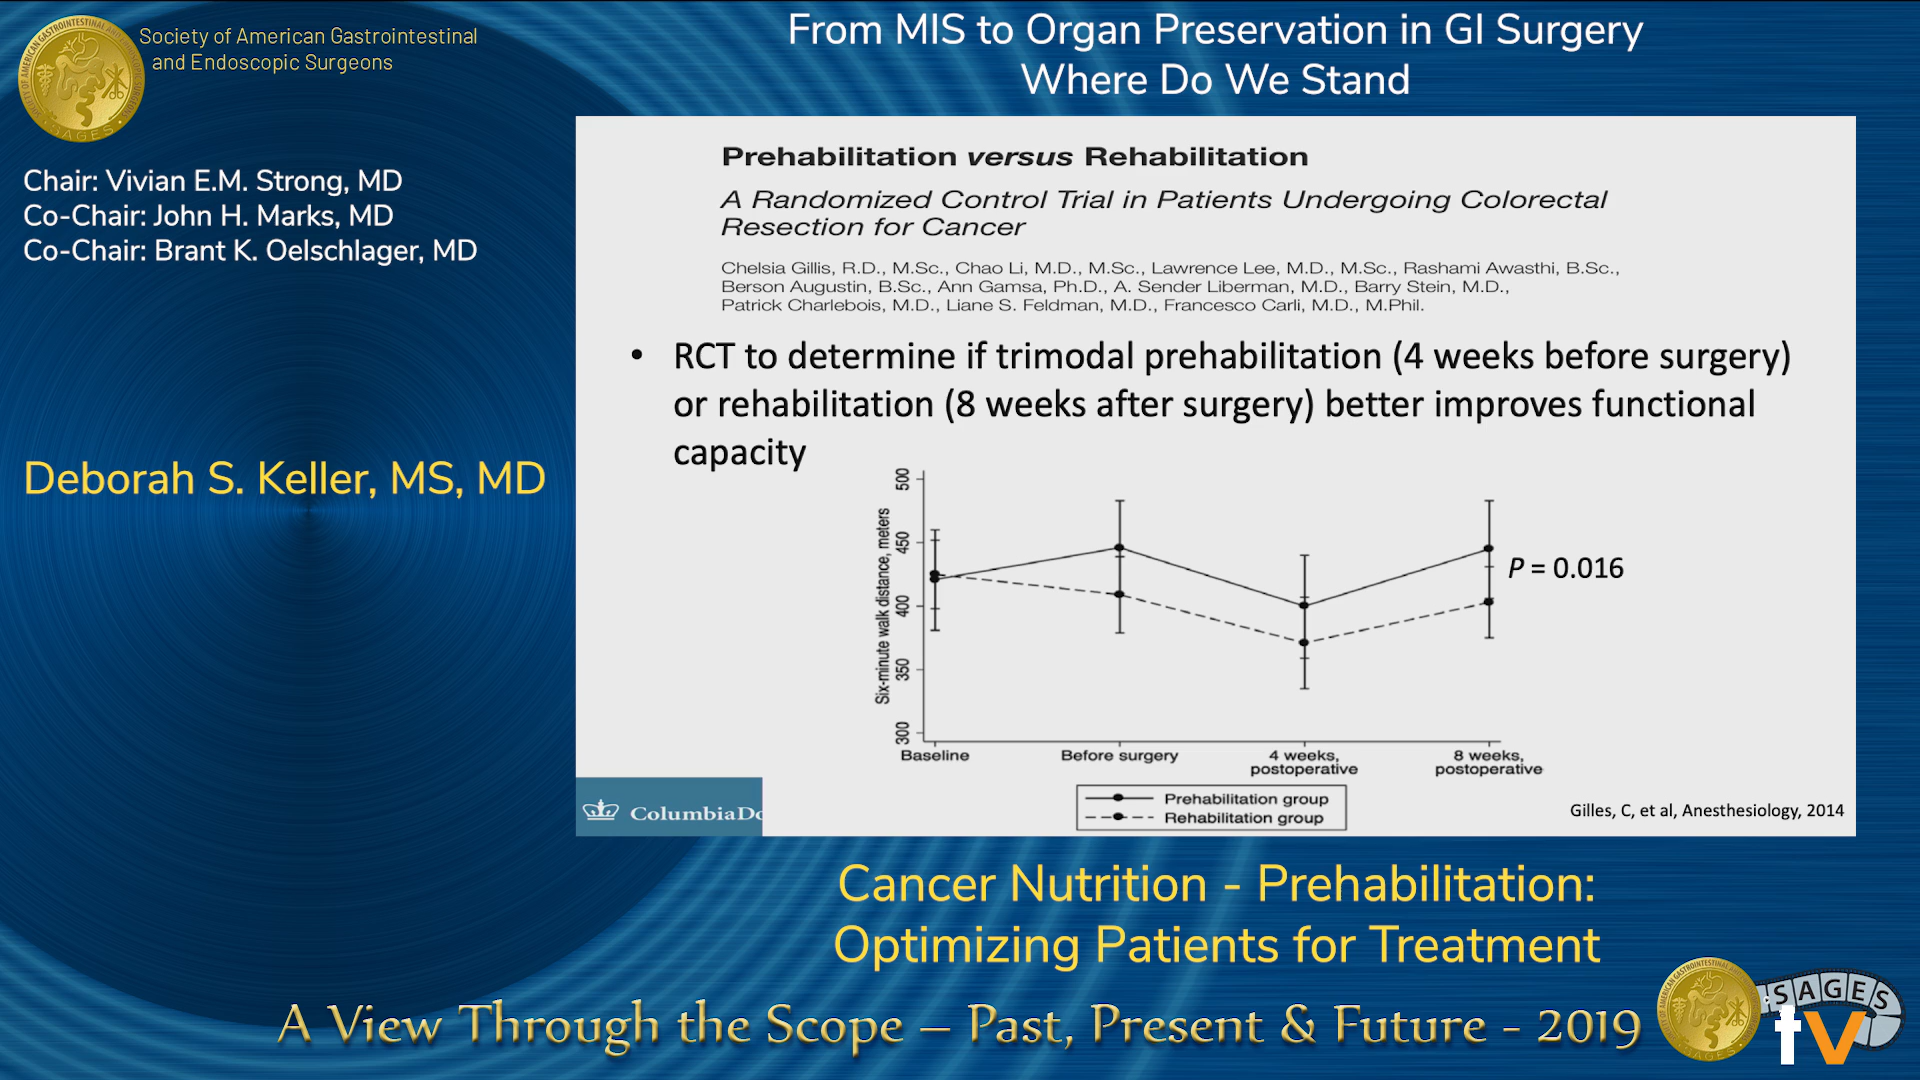 Society of American Gastrointestinal
and Endoscopic Surgeons
From MIS to Organ Preservation in GI Surgery
Where Do We Stand
Chair: Vivian E.M. Strong, MD
Co-Chair: John H. Marks, MD
Co-Chair: Brant K. Oelschlager, MD
Deborah S. Keller, MS, MD
Prehabilitation versus Rehabilitation
A Randomized Control Trial in Patients Undergoing Colorectal
Resection for Cancer
Chelsia Gillis, R.D., M.Sc., Chao Li, M.D., M.Sc., Lawrence Lee, M.D., M.Sc., Rashami Awasthi, B.Sc.,
Berson Augustin, B.Sc., Ann Gamsa, Ph.D., A. Sender Liberman, M.D., Barry Stein, M.D.,
Patrick Charlebois, M.D., Liane S. Feldman, M.D., Francesco Carli, M.D., M.Phil.
• RCT to determine if trimodal prehabilitation (4 weeks before surgery)
or rehabilitation (8 weeks after surgery) better improves functional
capacity
Six-minute walk distance, meters
500
450
400
350
300
P = 0.016
Baseline
Before surgery
4 weeks,
postoperative
8 weeks,
postoperative
Prehabilitation group
Rehabilitation group
ColumbiaDo
Gilles, C, et al, Anesthesiology, 2014
Cancer Nutrition - Prehabilitation:
Optimizing Patients for Treatment
A View Through the Scope – Past, Present & Future - 2019
SAGES
tv